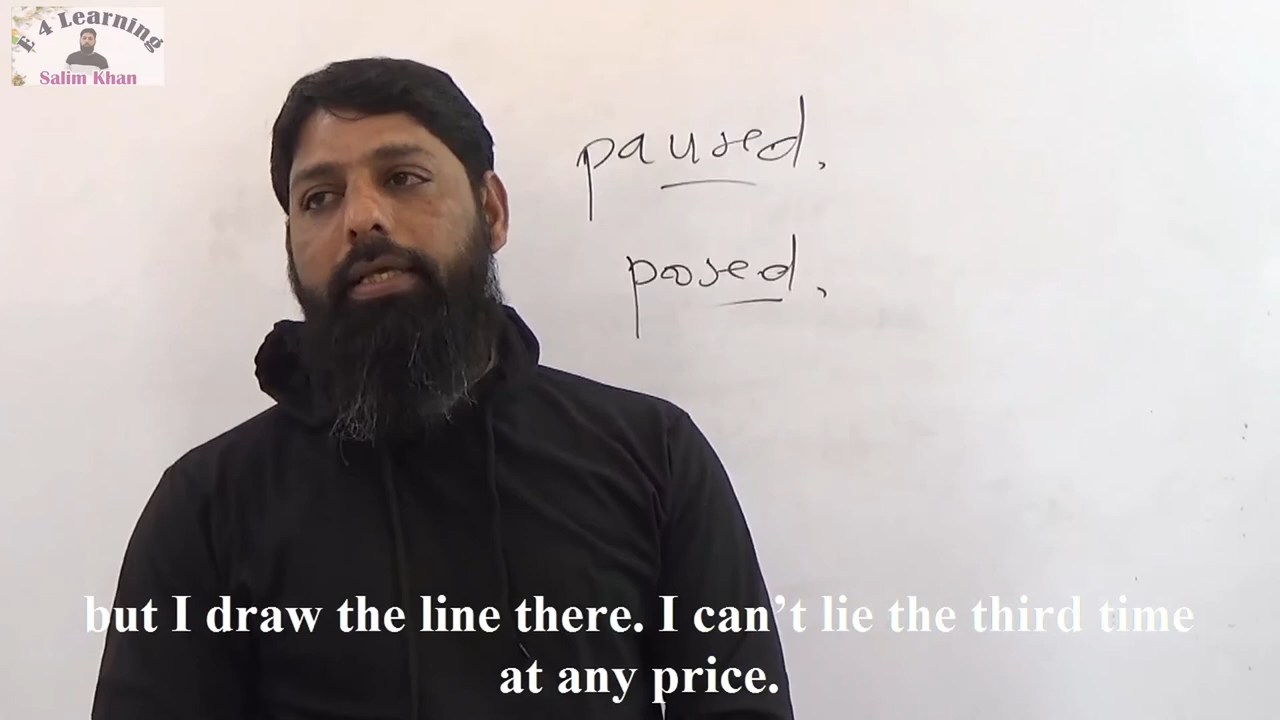 E 4 Learning
Salim Khan
paused,
posed,
but I draw the line there. I can’t lie the third time
at any price.